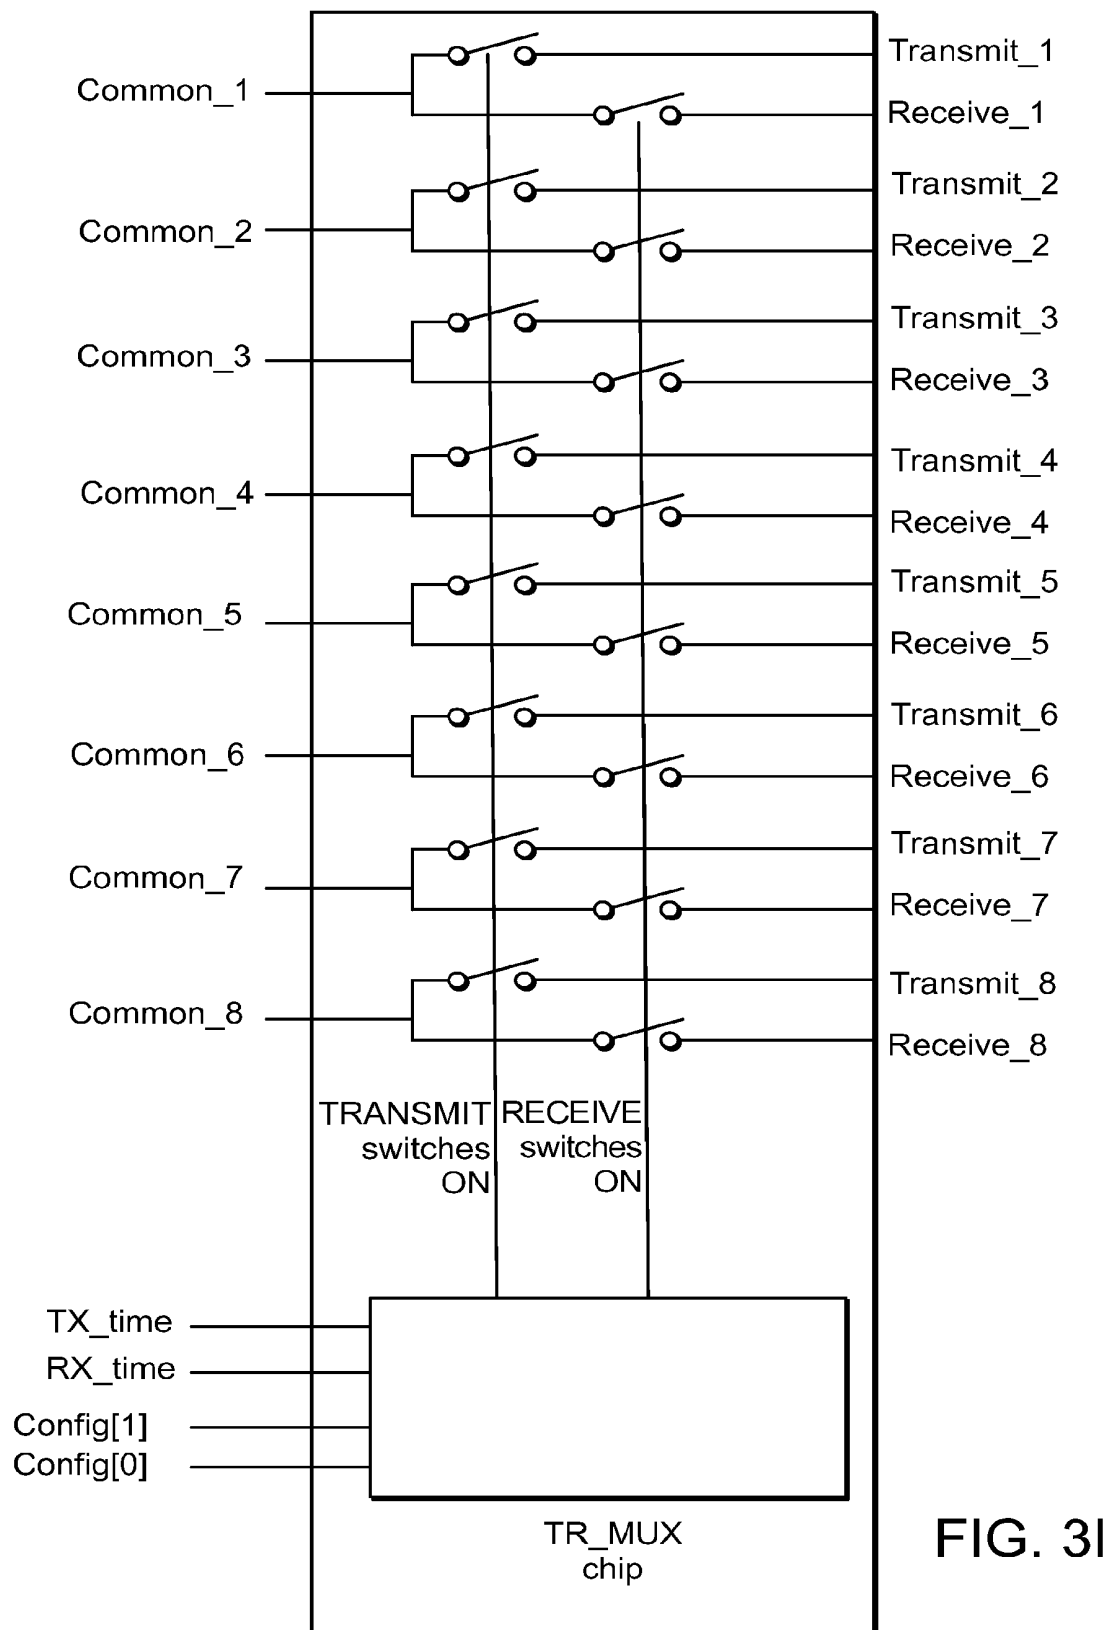 Transmit_1
Common_1
Receive_1
Transmit_2
Common_2
Receive_2
Transmit_3
Common_3
Receive_3
Transmit_4
Common_4
Receive_4
Transmit_5
Common_5
Receive_5
Transmit_6
Common_6
Receive_6
Transmit_7
Common_7
Receive_7
Transmit_8
Common_8
Receive_8
TRANSMIT
switches
ON
RECEIVE
switches
ON
TX_time
RX_time
Config[1]
Config[0]
TR_MUX
chip
FIG. 3I